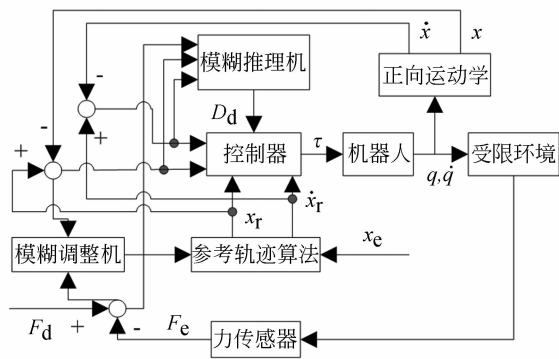 ẋ x
-
模糊推理机
正向运动学
-
D_d
+
+
控制器
τ
机器人
受限环境
q,q̇
x_r
ẋ_r
模糊调整机
参考轨迹算法
x_e
F_d + - F_e
力传感器